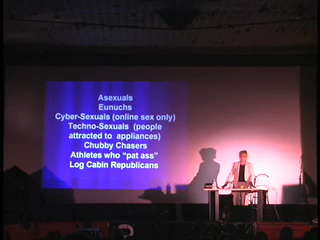 Asexuals
Eunuchs
Cyber-Sexuals (online sex only)
Techno-Sexuals (people
attracted to appliances)
Chubby Chasers
Athletes who "pat ass"
Log Cabin Republicans